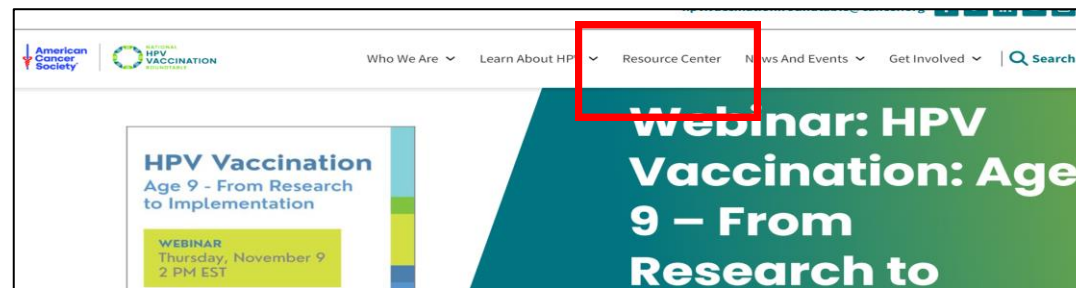 American
Cancer
Society
NATIONAL
HPV
VACCINATION
ROUNDTABLE
Who We Are
Learn About
Resource Center
News And Events
Get Involved
Search
HPV Vaccination
Age 9 - From Research
to Implementation
WEBINAR
Thursday, November 9
2 PM EST
Webinar: HPV
Vaccination: Age
9 – From
Research to